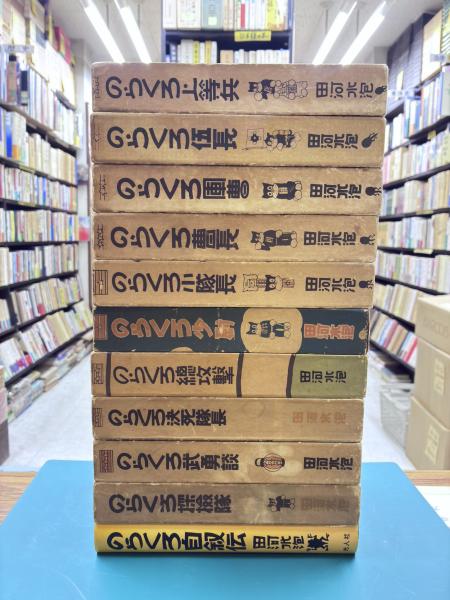 のらくろ上等兵 田河水泡
のらくろ伍長 田河水泡
のらくろ軍曹 田河水泡
のらくろ曹長 田河水泡
のらくろ小隊長 田河水泡
のらくろ少尉 田河水泡
のらくろ總攻撃 田河水泡
のらくろ決死隊長 田河水泡
のらくろ武勇談 田河水泡
のらくろ探檢隊 田河水泡
のらくろ自叙伝 田河水泡